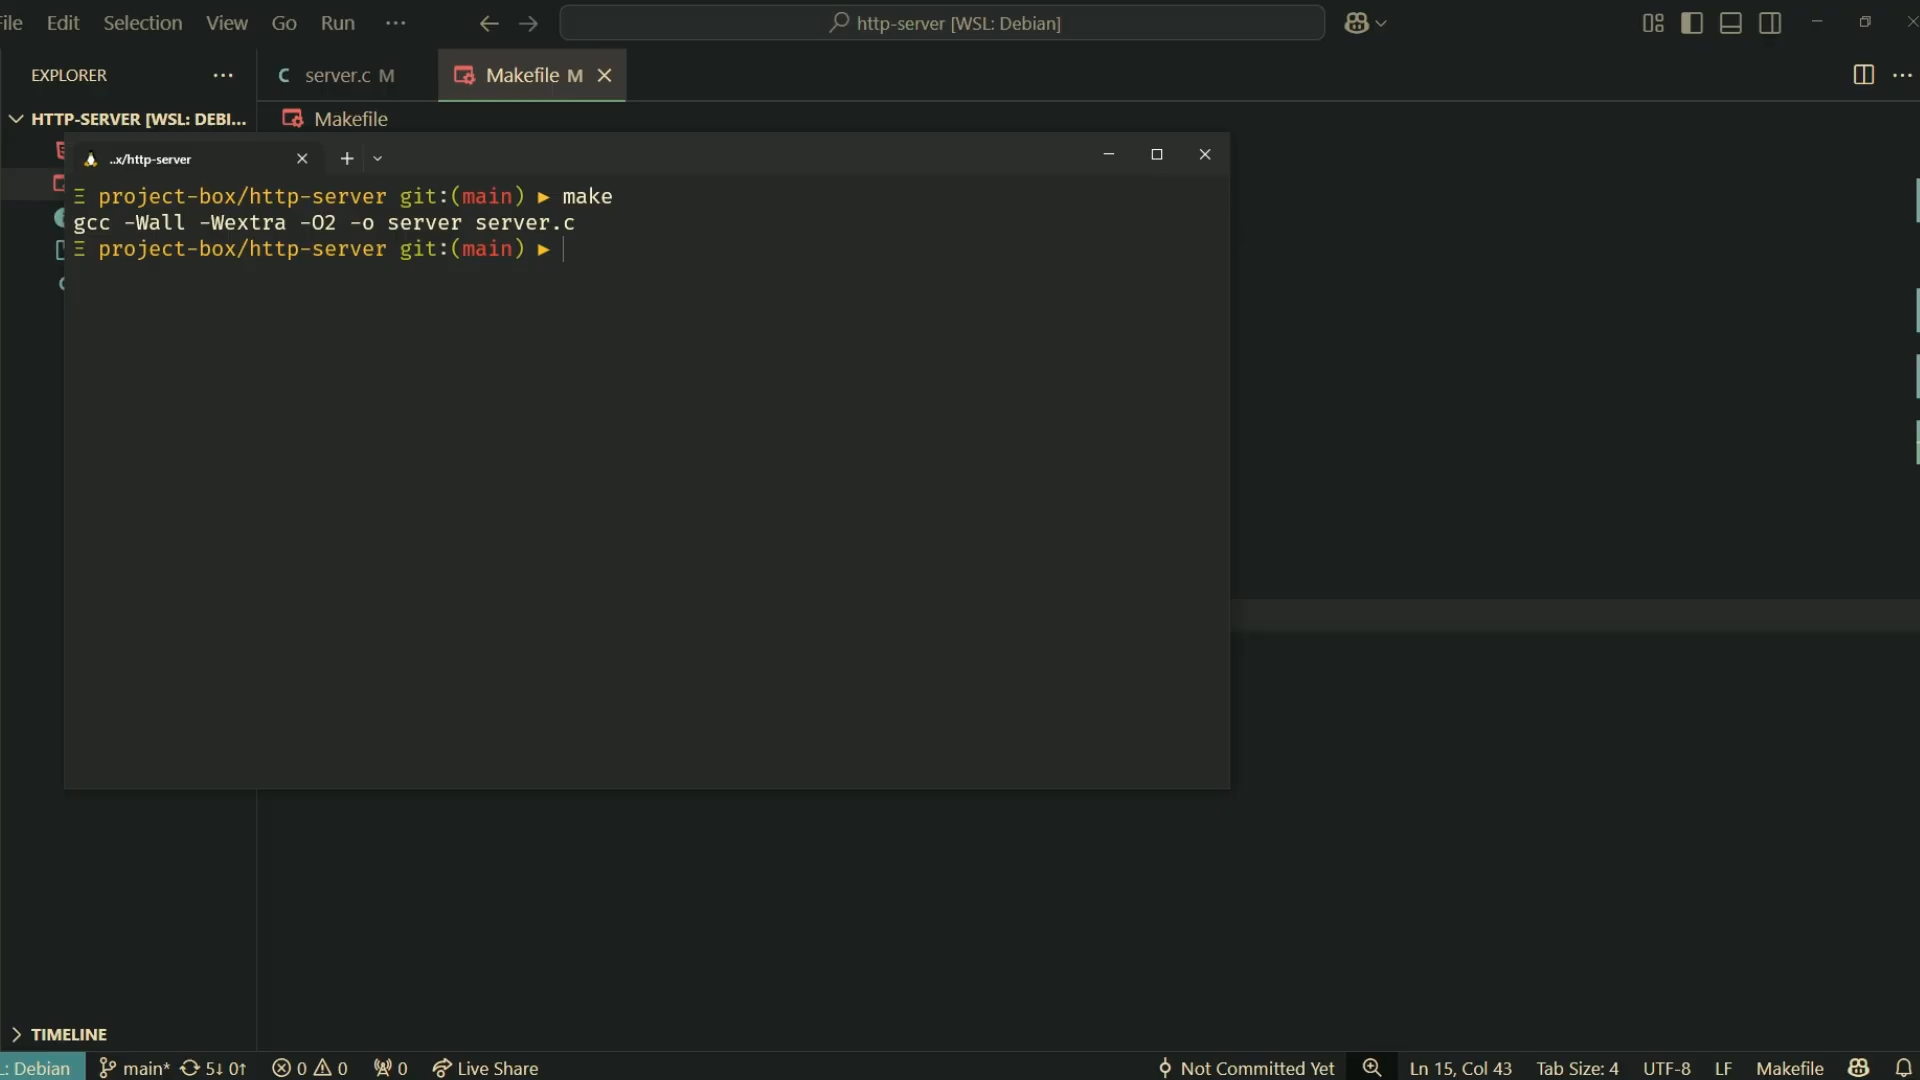 ile Edit Selection View Go Run ··· http-server [WSL: Debian]
EXPLORER ··· C server.c M Makefile M
HTTP-SERVER [WSL: DEBI... Makefile
..x/http-server
Ξ project-box/http-server git:(main) ▶ make
gcc -Wall -Wextra -O2 -o server server.c
Ξ project-box/http-server git:(main) ▶
TIMELINE
L: Debian main* 5↓ 0↑ 0 0 0 Live Share Not Committed Yet Ln 15, Col 43 Tab Size: 4 UTF-8 LF Makefile